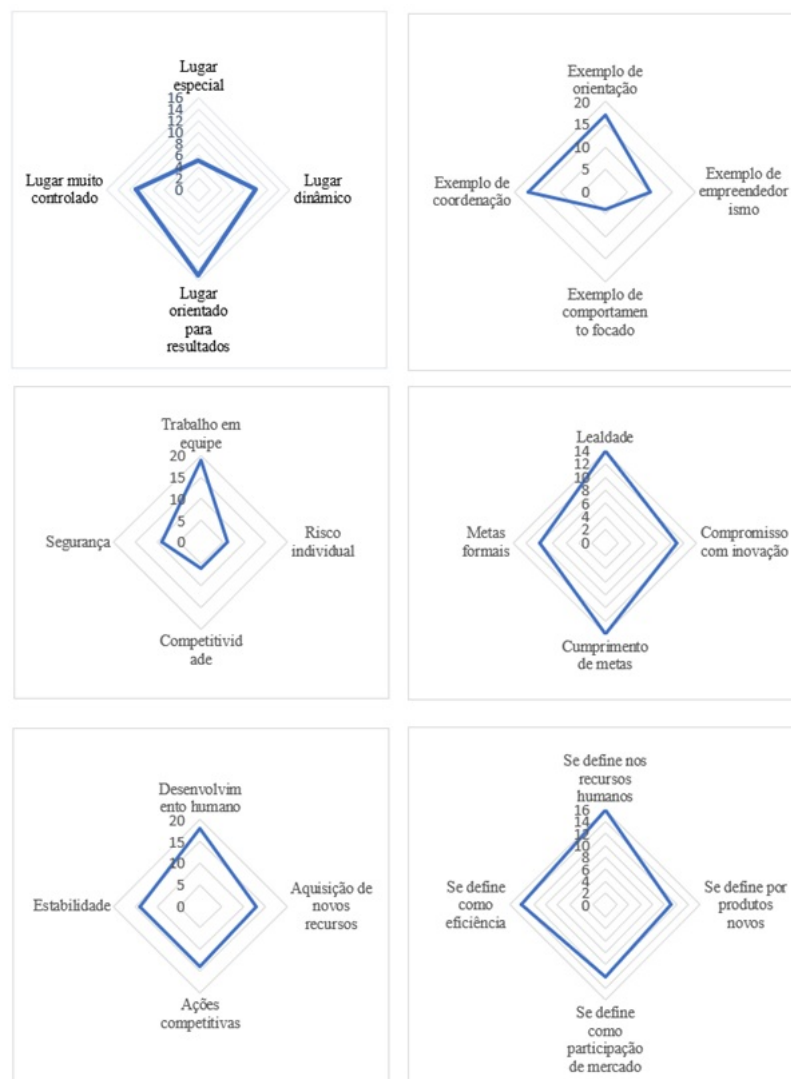 Lugar
especial
16
14
12
10
8
6
4
2
0
Lugar muito
controlado
Lugar
dinâmico
Lugar
orientado
para
resultados
Exemplo de
orientação
20
15
10
5
0
Exemplo de
coordenação
Exemplo de
empreendedor
ismo
Exemplo de
comportamen
to focado
Trabalho em
equipe
20
15
10
5
0
Segurança
Risco
individual
Competitivid
ade
Lealdade
14
12
10
8
6
4
2
0
Metas
formais
Compromisso
com inovação
Cumprimento
de metas
Desenvolvim
ento humano
20
15
10
5
0
Estabilidade
Aquisição de
novos
recursos
Ações
competitivas
Se define nos
recursos
humanos
16
14
12
10
8
6
4
2
0
Se define
como
eficiência
Se define por
produtos
novos
Se define
como
participação
de mercado